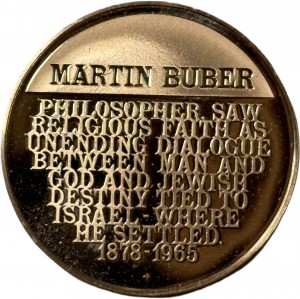 MARTIN BUBER
PHILOSOPHER SAW
RELIGIOUS FAITH AS
UNENDING DIALOGUE
BETWEEN MAN AND
GOD AND JEWISH
DESTINY TIED TO
ISRAEL-WHERE
HE SETTLED.
1878-1965